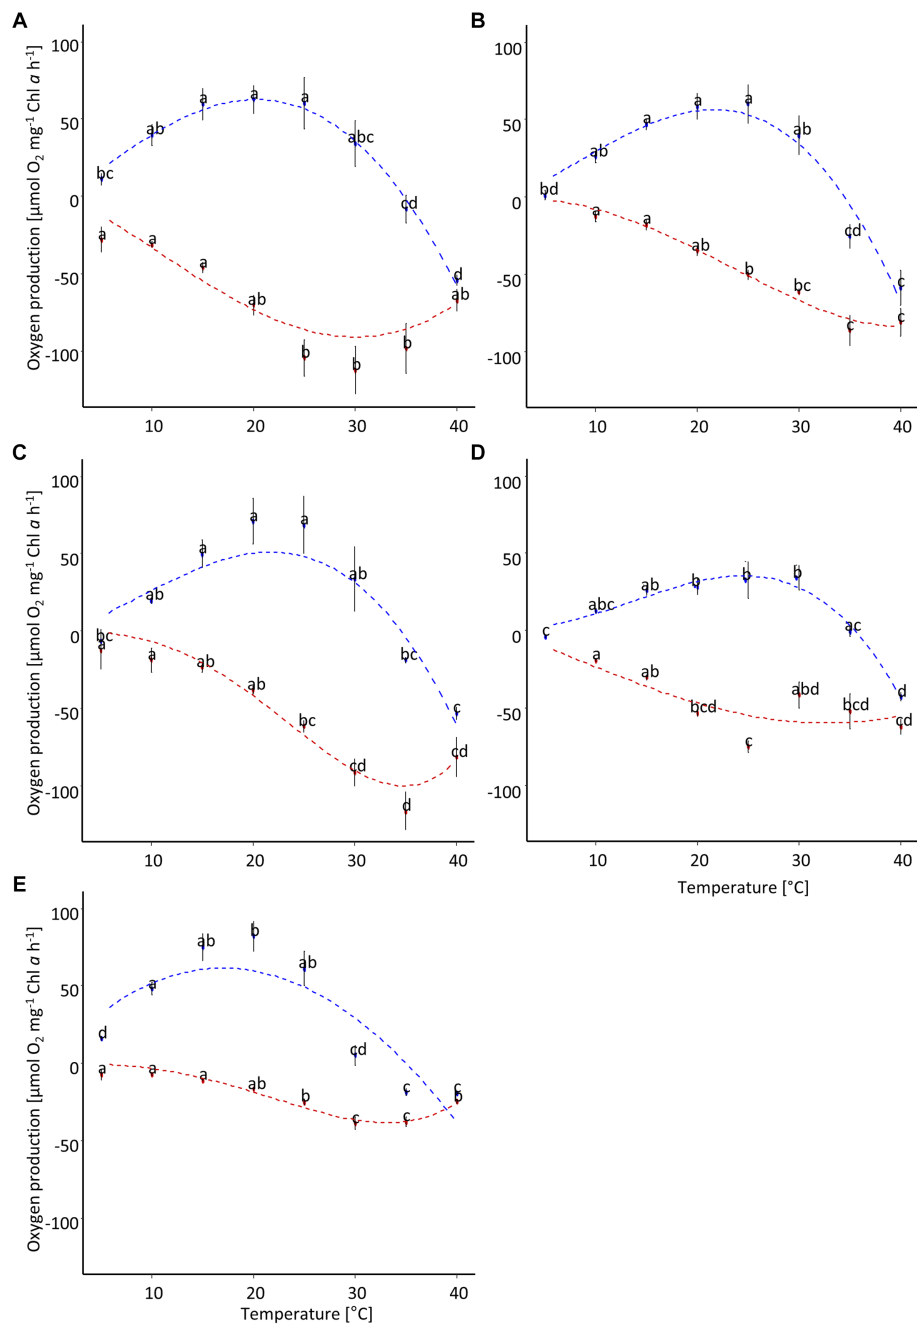 A
B
100
50
0
-50
-100
Oxygen production [µmol O₂ mg⁻¹ Chl a h⁻¹]
bc
ab
a
a
a
abc
cd
d
a
a
a
ab
b
b
b
ab
10
20
30
40
100
50
0
-50
-100
bd
ab
a
a
a
ab
cd
c
a
a
ab
b
bc
c
c
10
20
30
40
C
D
100
50
0
-50
-100
Oxygen production [µmol O₂ mg⁻¹ Chl a h⁻¹]
bc
ab
a
a
a
ab
bc
c
a
a
ab
ab
bc
cd
d
cd
10
20
30
40
100
50
0
-50
-100
c
abc
ab
b
b
b
ac
d
a
ab
bcd
c
abd
bcd
cd
10
20
30
40
Temperature [°C]
E
100
50
0
-50
-100
Oxygen production [µmol O₂ mg⁻¹ Chl a h⁻¹]
d
a
ab
b
ab
cd
c
c
a
a
a
ab
b
c
c
b
10
20
30
40
Temperature [°C]